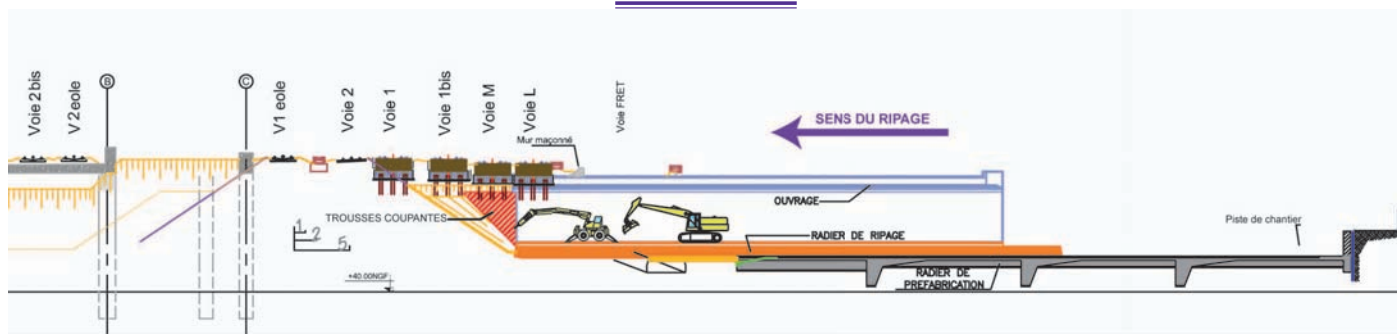 Voie 2bis
V 2eole
B
C
V1 eole
Voie 2
Voie 1
Voie 1bis
Voie M
Voie L
Voie FRET
SENS DU RIPAGE
Mur maçonné
OUVRAGE
TROUSSES COUPANTES
1
2
5
RADIER DE RIPAGE
Piste de chantier
+40.00NGF
RADIER DE
PREFABRICATION